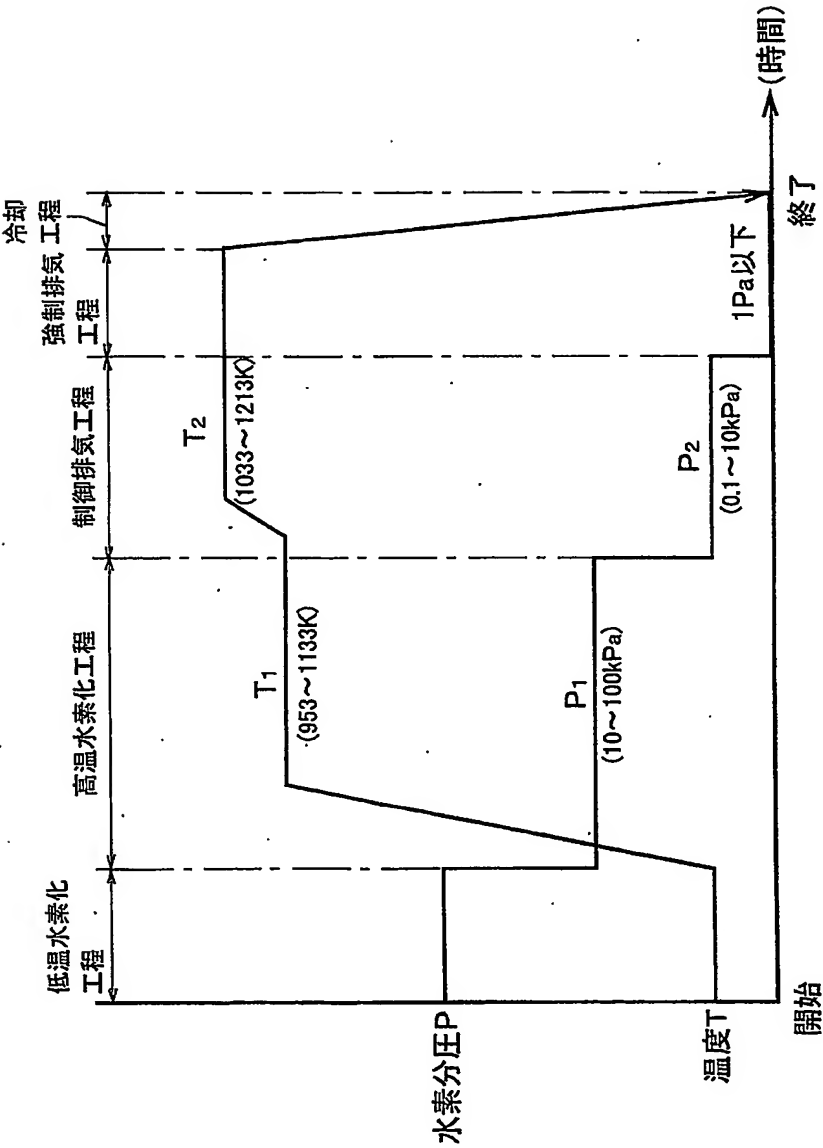 低温水素化
工程
高温水素化工程
制御排気工程
強制排気
工程
冷却
工程
T2
(1033～1213K)
T1
(953～1133K)
P1
(10～100kPa)
P2
(0.1～10kPa)
1Pa以下
水素分圧P
温度T
開始
終了
(時間)